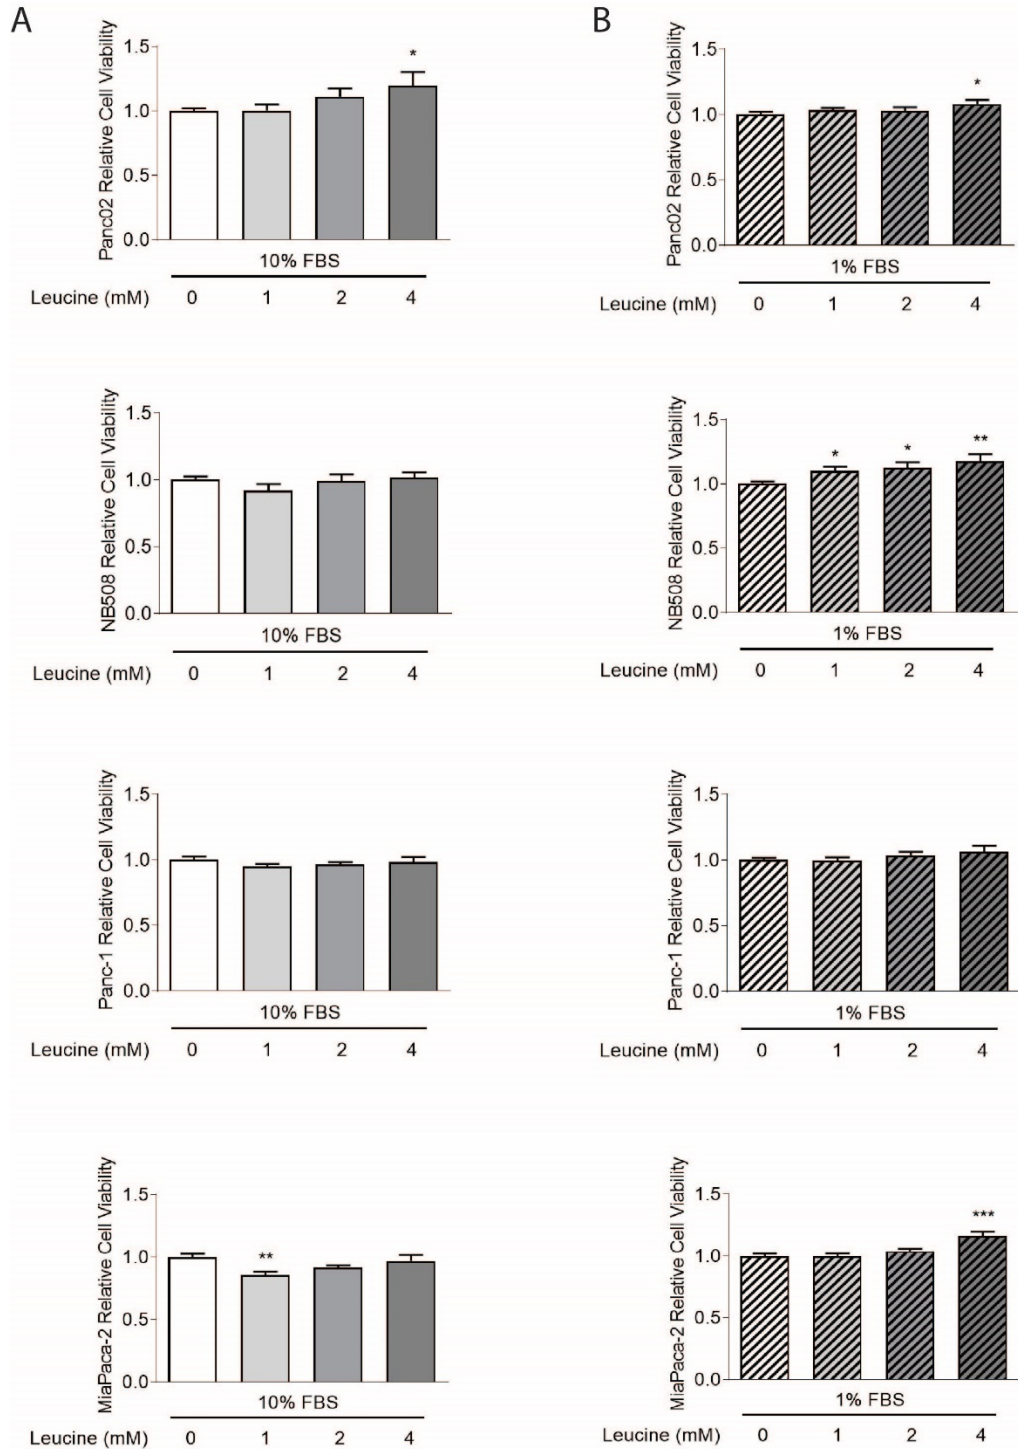 A
Panc02 Relative Cell Viability
1.5
*
1.0
0.5
0.0
10% FBS
Leucine (mM) 0 1 2 4
NB508 Relative Cell Viability
1.5
1.0
0.5
0.0
10% FBS
Leucine (mM) 0 1 2 4
Panc-1 Relative Cell Viability
1.5
1.0
0.5
0.0
10% FBS
Leucine (mM) 0 1 2 4
MiaPaca-2 Relative Cell Viability
1.5
**
1.0
0.5
0.0
10% FBS
Leucine (mM) 0 1 2 4
B
Panc02 Relative Cell Viability
1.5
*
1.0
0.5
0.0
1% FBS
Leucine (mM) 0 1 2 4
NB508 Relative Cell Viability
1.5
* * **
1.0
0.5
0.0
1% FBS
Leucine (mM) 0 1 2 4
Panc-1 Relative Cell Viability
1.5
1.0
0.5
0.0
1% FBS
Leucine (mM) 0 1 2 4
MiaPaca-2 Relative Cell Viability
1.5
***
1.0
0.5
0.0
1% FBS
Leucine (mM) 0 1 2 4